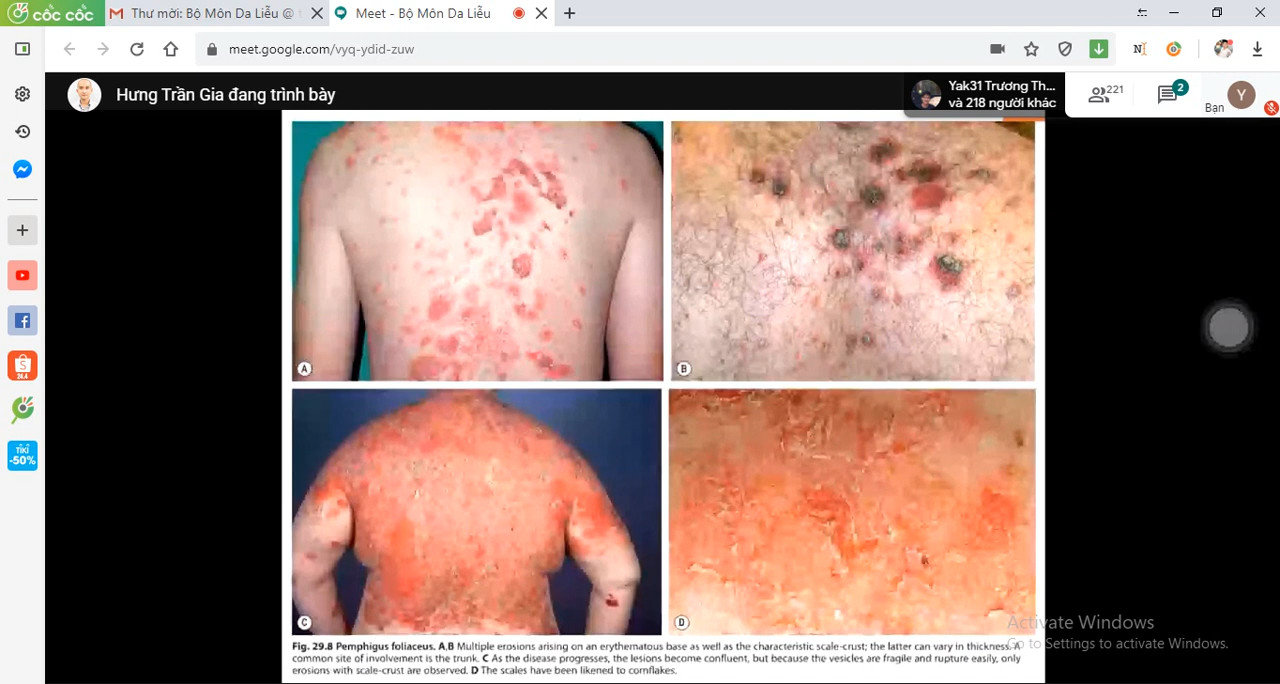 cốc cốc
Thư mời: Bộ Môn Da Liễu @
Meet - Bộ Môn Da Liễu
meet.google.com/vyq-ydid-zuw
Hưng Trần Gia đang trình bày
Yak31 Trương Th...
và 218 người khác
221
2
Bạn
Y
A
B
C
D
TIKI
-50%
Fig. 29.8 Pemphigus foliaceus. A,B Multiple erosions arising on an erythematous base as well as the characteristic scale-crust; the latter can vary in thickness. A
common site of involvement is the trunk. C As the disease progresses, the lesions become confluent, but because the vesicles are fragile and rupture easily, only
erosions with scale-crust are observed. D The scales have been likened to cornflakes.
Activate Windows
Go to Settings to activate Windows.